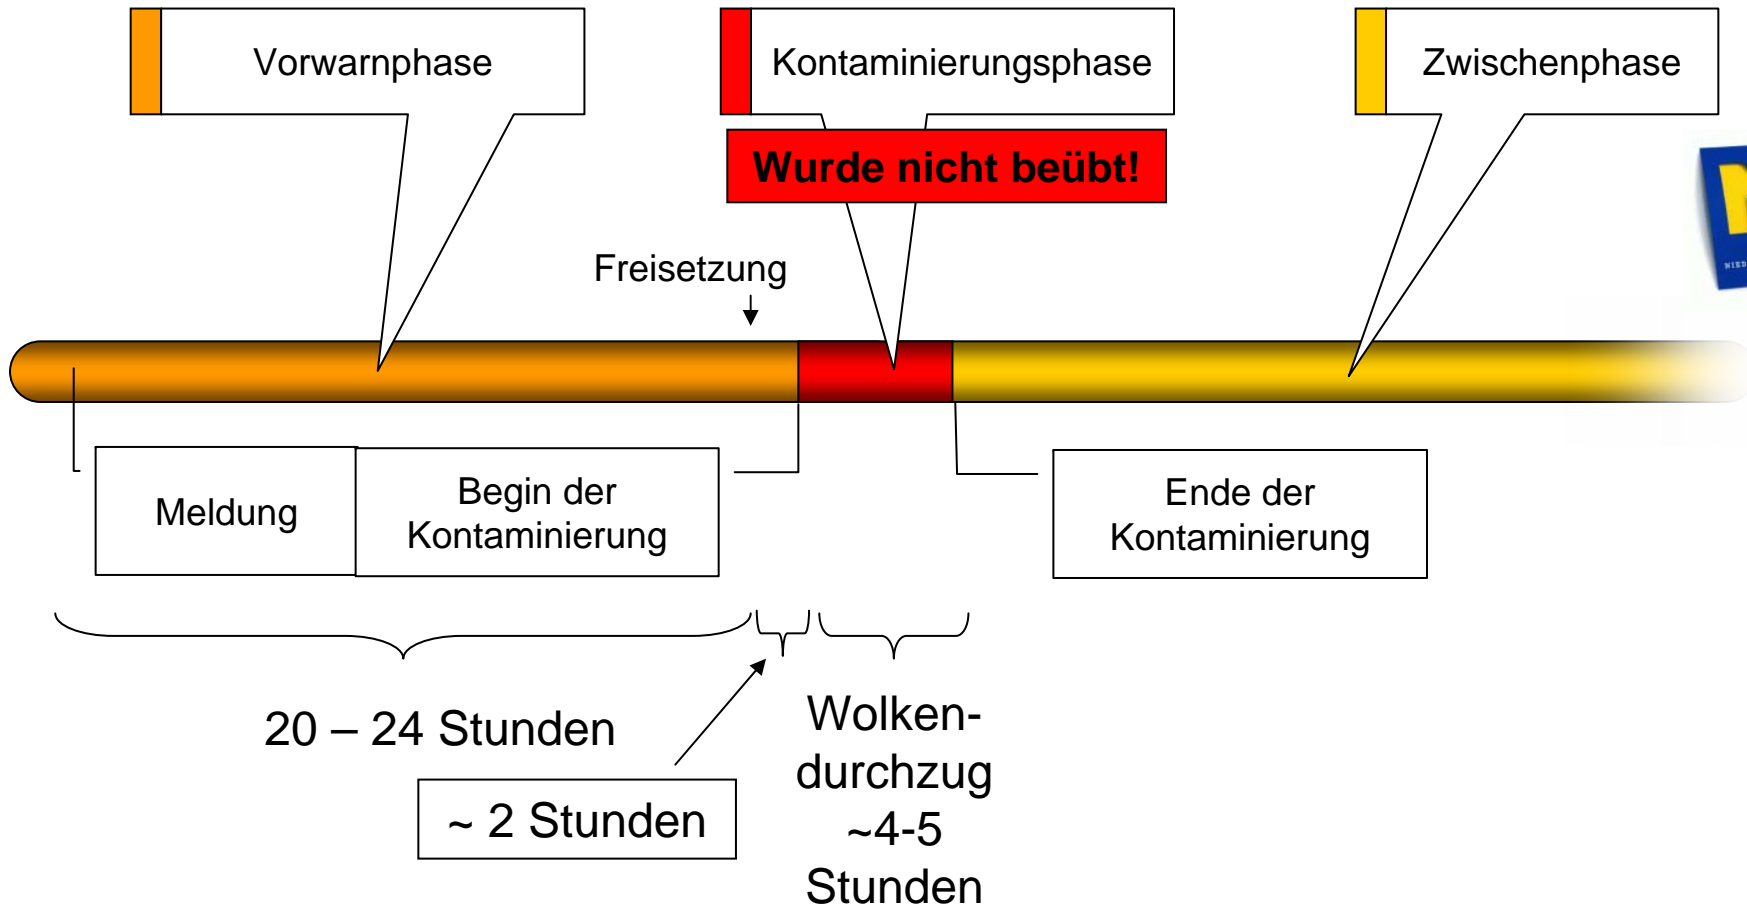 Vorwarnphase
Kontaminierungsphase
Zwischenphase
Wurde nicht beübt!
Freisetzung
Meldung
Begin der
Kontaminierung
Ende der
Kontaminierung
20 – 24 Stunden
~ 2 Stunden
Wolken-
durchzug
~4-5
Stunden